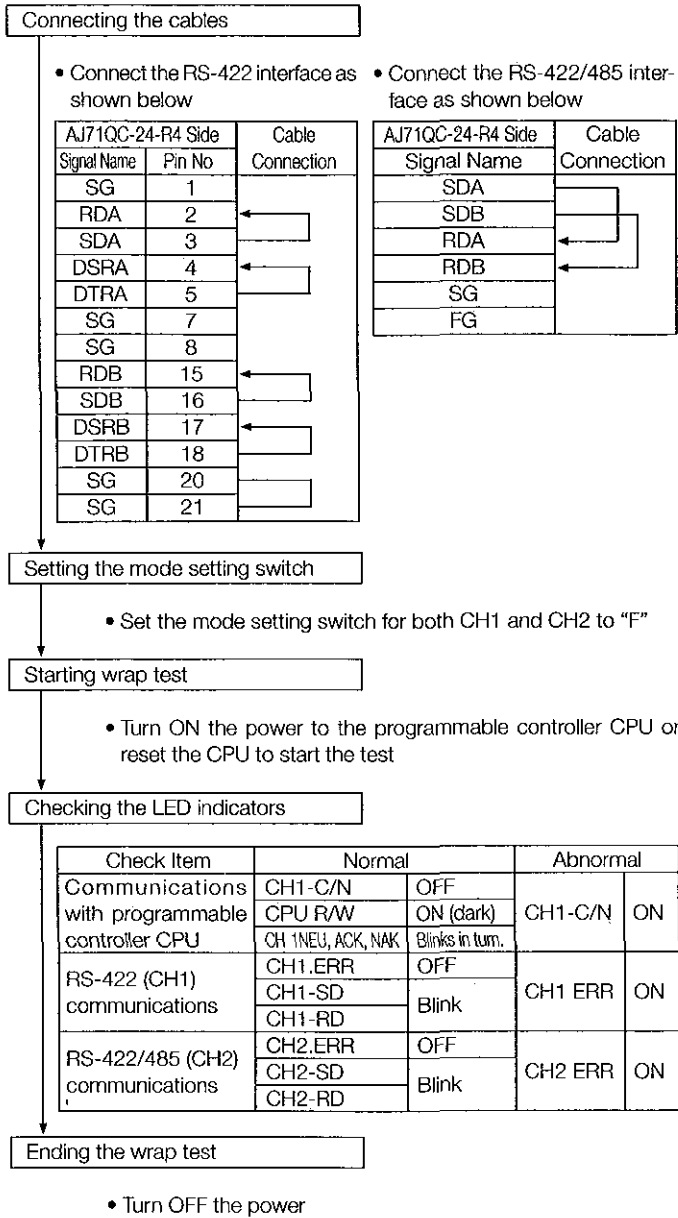 Connecting the cables
• Connect the RS-422 interface as
shown below
• Connect the RS-422/485 inter-
face as shown below
AJ71QC-24-R4 Side Cable
Signal Name Pin No Connection
SG 1
RDA 2
SDA 3
DSRA 4
DTRA 5
SG 7
SG 8
RDB 15
SDB 16
DSRB 17
DTRB 18
SG 20
SG 21
AJ71QC-24-R4 Side Cable
Signal Name Connection
SDA
SDB
RDA
RDB
SG
FG
Setting the mode setting switch
• Set the mode setting switch for both CH1 and CH2 to "F"
Starting wrap test
• Turn ON the power to the programmable controller CPU or
reset the CPU to start the test
Checking the LED indicators
Check Item Normal Abnormal
Communications
with programmable
controller CPU
CH1-C/N OFF
CPU R/W ON (dark)
CH 1NEU, ACK, NAK Blinks in turn.
CH1-C/N ON
RS-422 (CH1)
communications
CH1.ERR OFF
CH1-SD
CH1-RD
Blink
CH1 ERR ON
RS-422/485 (CH2)
communications
CH2.ERR OFF
CH2-SD
CH2-RD
Blink
CH2 ERR ON
Ending the wrap test
• Turn OFF the power